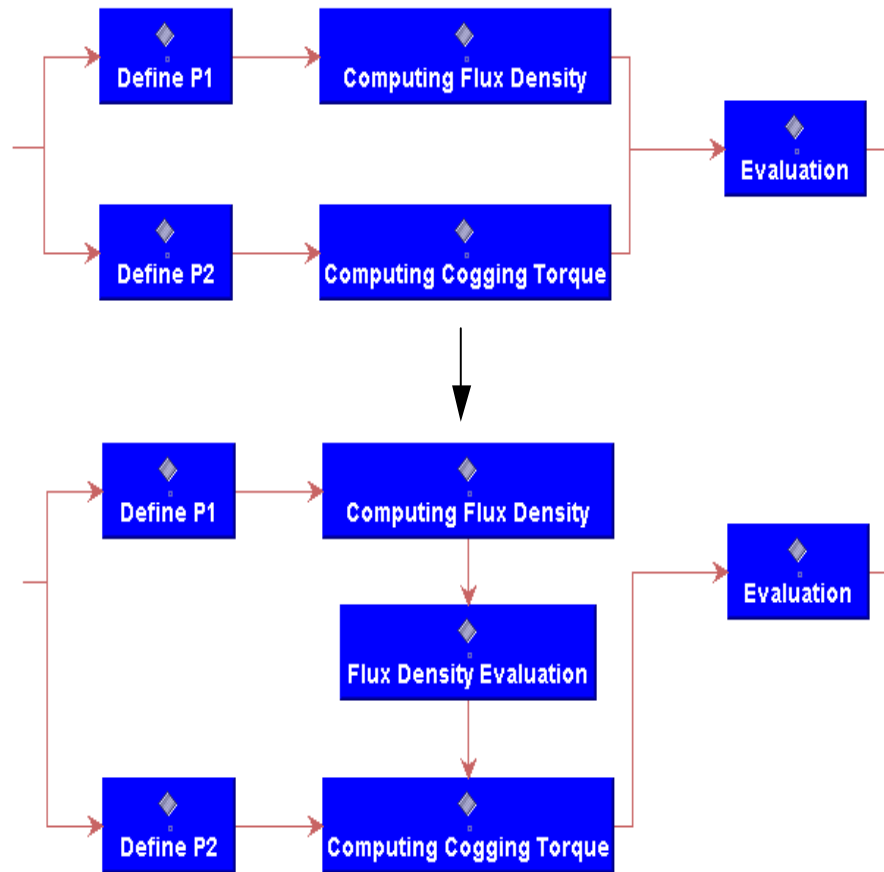 Define P1
Computing Flux Density
Evaluation
Define P2
Computing Cogging Torque
Define P1
Computing Flux Density
Evaluation
Flux Density Evaluation
Define P2
Computing Cogging Torque